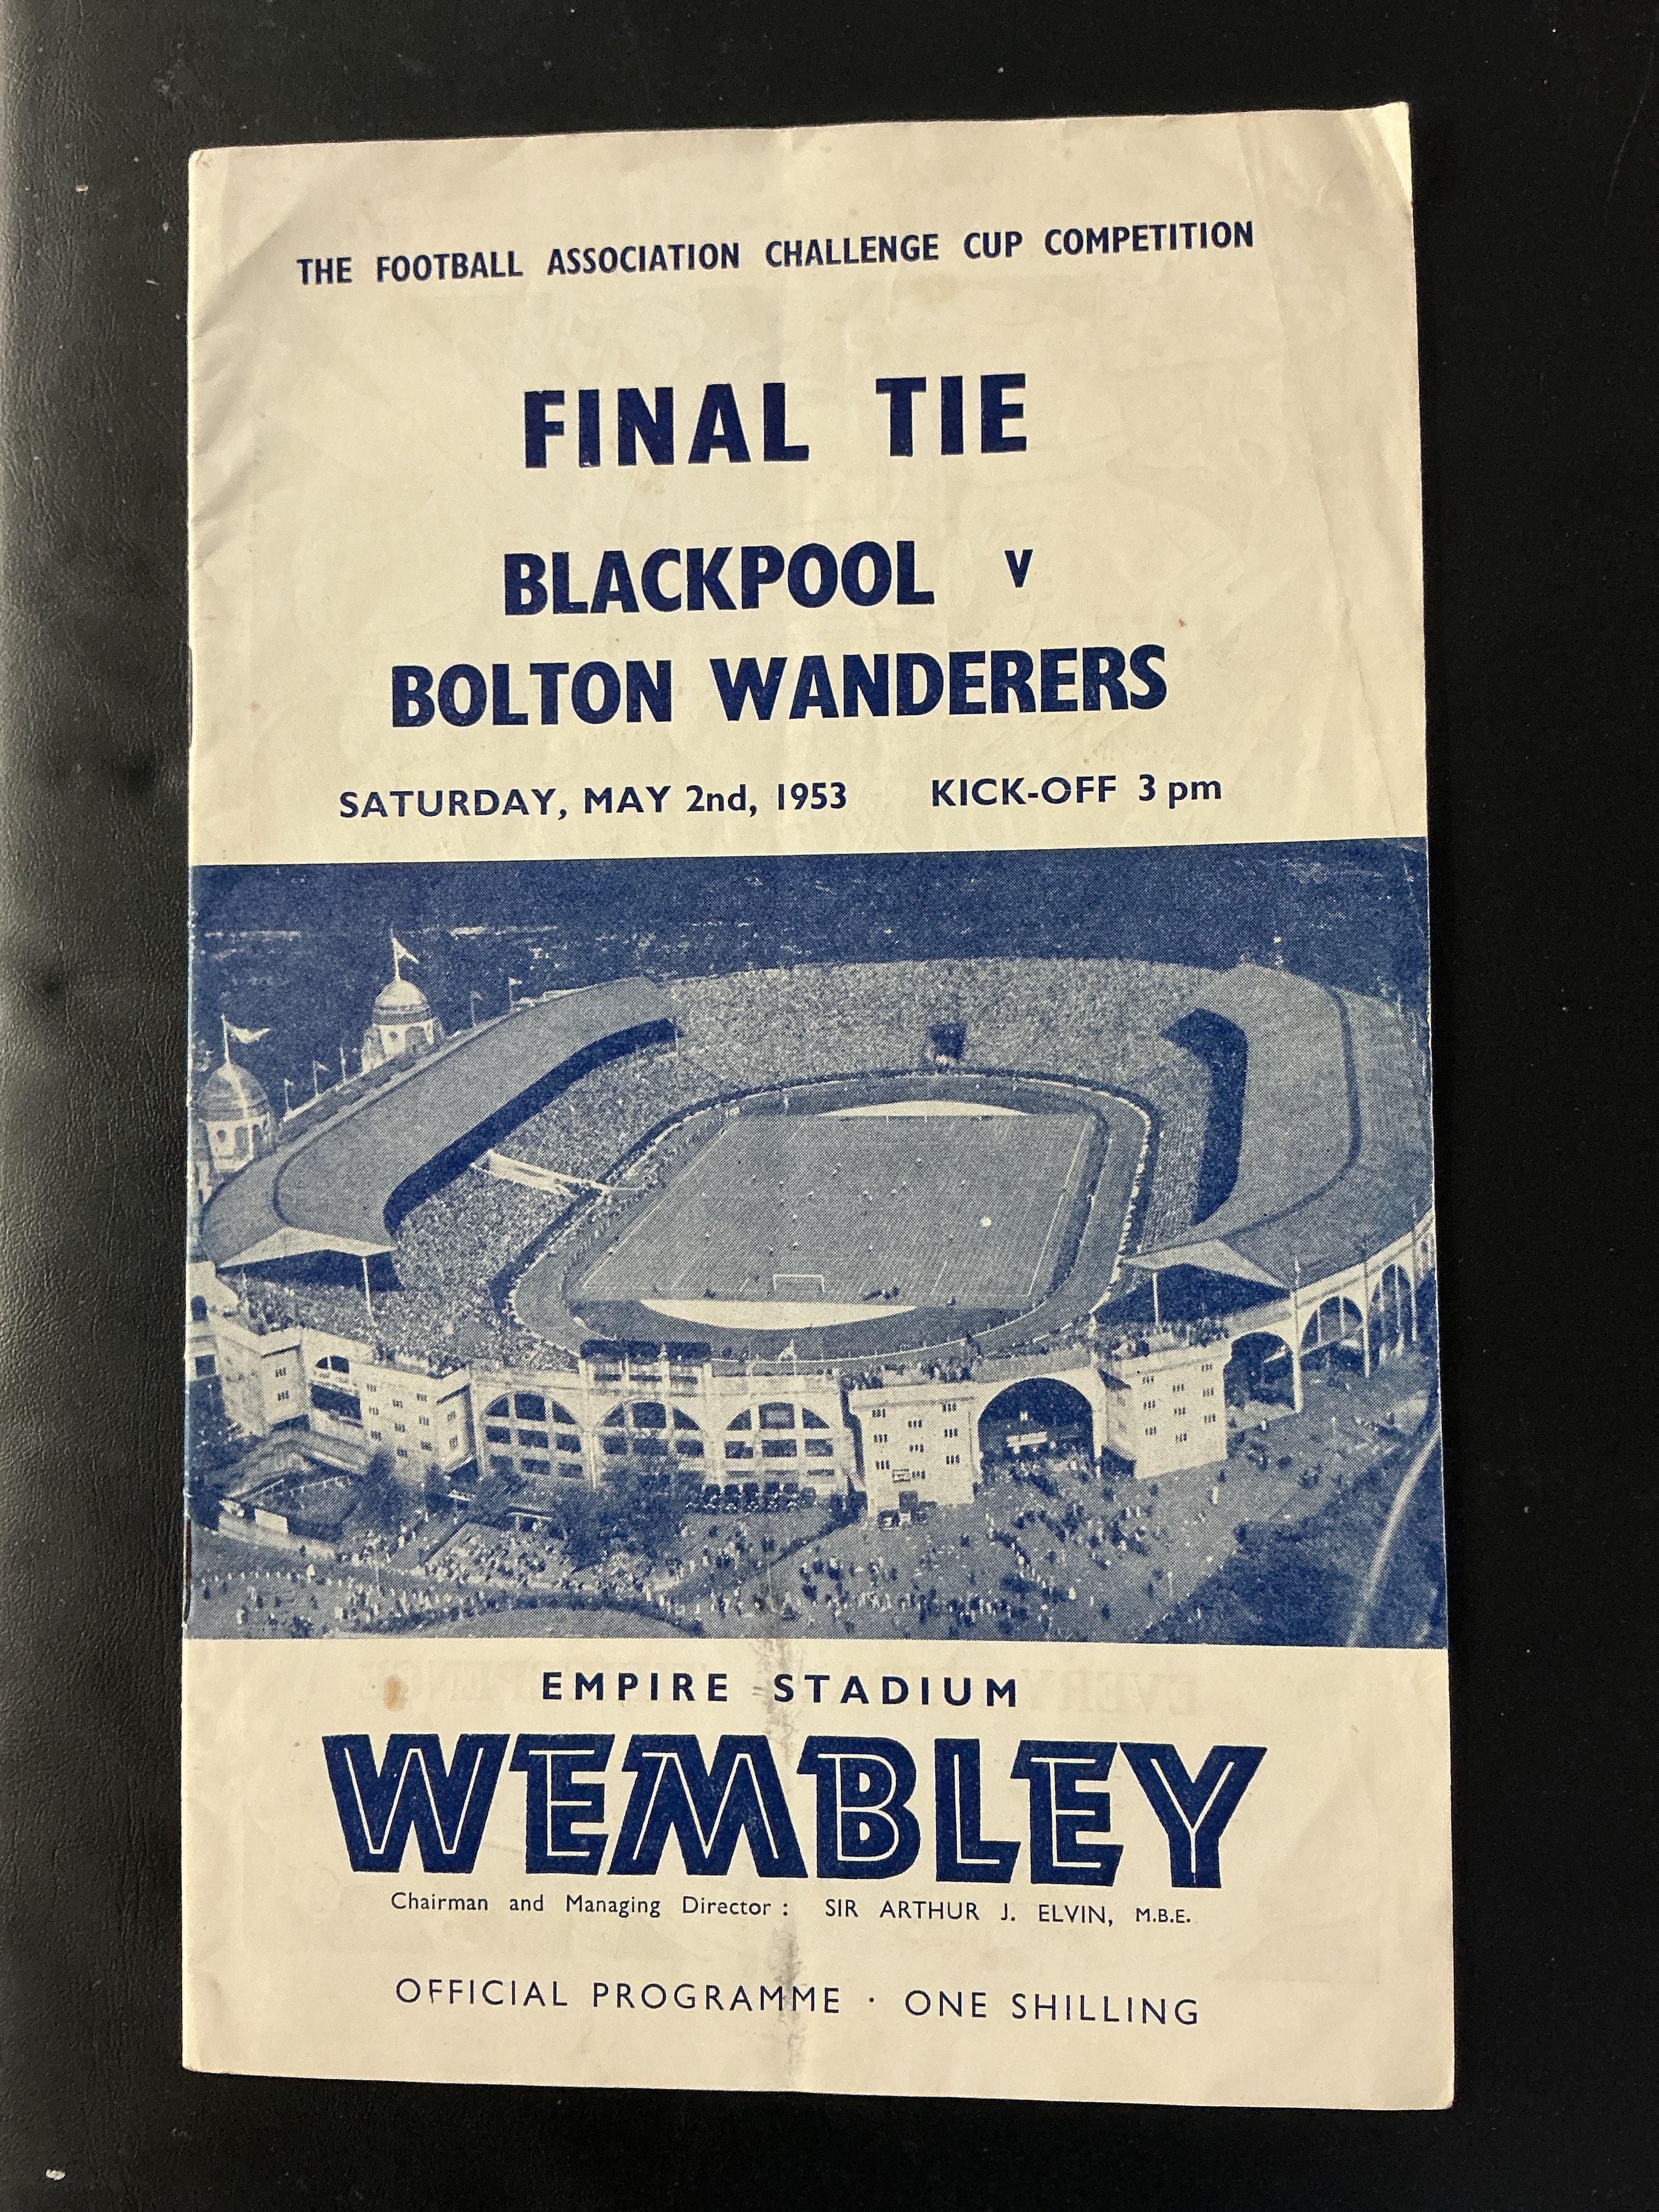 THE FOOTBALL ASSOCIATION CHALLENGE CUP COMPETITION
FINAL TIE
BLACKPOOL v
BOLTON WANDERERS
SATURDAY, MAY 2nd, 1953 KICK-OFF 3 pm
EMPIRE STADIUM
WEMBLEY
Chairman and Managing Director : SIR ARTHUR J. ELVIN, M.B.E.
OFFICIAL PROGRAMME · ONE SHILLING